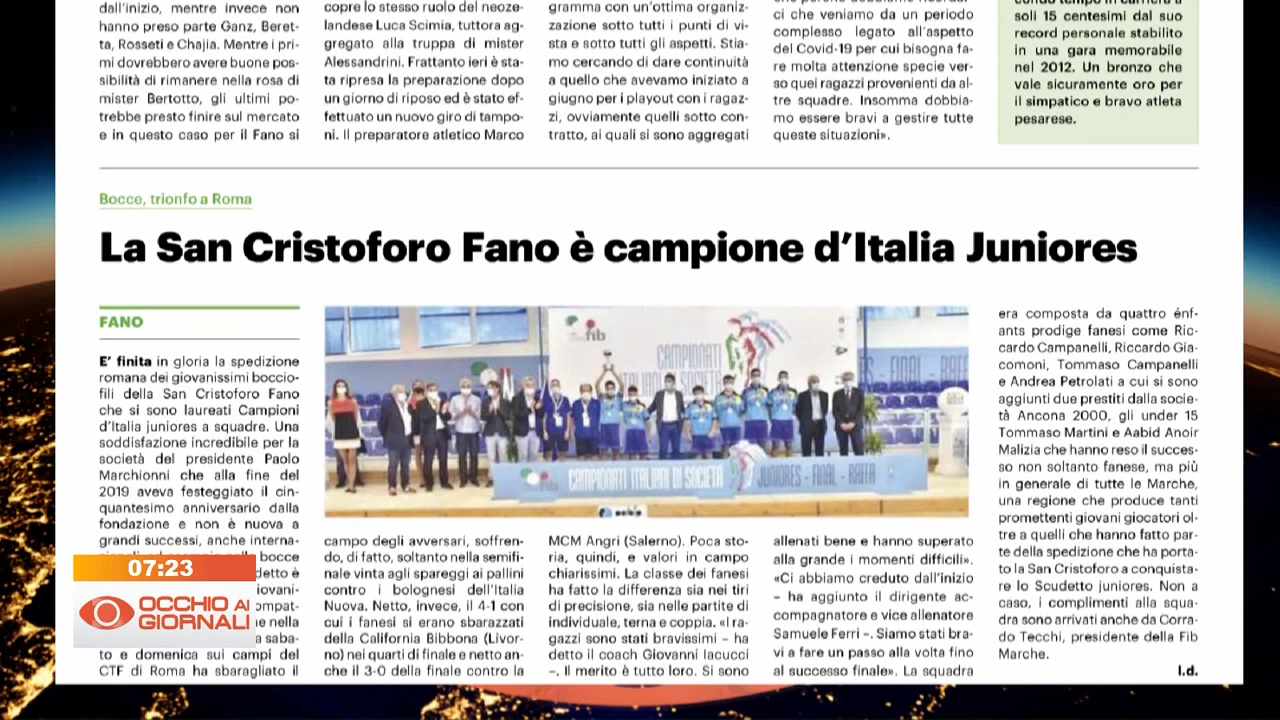 dall'inizio, mentre invece non
hanno preso parte Ganz, Beret-
ta, Rosseti e Chajia. Mentre i pri-
mi dovrebbero avere buone pos-
sibilità di rimanere nella rosa di
mister Bertotto, gli ultimi po-
trebbe presto finire sul mercato
e in questo caso per il Fano si
copre lo stesso ruolo del neoze-
landese Luca Scimia, tuttora ag-
gregato alla truppa di mister
Alessandrini. Frattanto ieri è sta-
ta ripresa la preparazione dopo
un giorno di riposo ed è stato ef-
fettuato un nuovo giro di tampo-
ni. Il preparatore atletico Marco
gramma con un'ottima organiz-
zazione sotto tutti i punti di vi-
sta e sotto tutti gli aspetti. Stia-
mo cercando di dare continuità
a quello che avevamo iniziato a
giugno per i playout con i ragaz-
zi, ovviamente quelli sotto con-
tratto, ai quali si sono aggregati
ci che veniamo da un periodo
complesso legato all'aspetto
del Covid-19 per cui bisogna fa-
re molta attenzione specie ver-
so quei ragazzi provenienti da al-
tre squadre. Insomma dobbia-
mo essere bravi a gestire tutte
queste situazioni».
condo tempo in carriera a
soli 15 centesimi dal suo
record personale stabilito
in una gara memorabile
nel 2012. Un bronzo che
vale sicuramente oro per
il simpatico e bravo atleta
pesarese.
Bocce, trionfo a Roma
La San Cristoforo Fano è campione d'Italia Juniores
FANO
E' finita in gloria la spedizione
romana dei giovanissimi boccio-
fili della San Cristoforo Fano
che si sono laureati Campioni
d'Italia juniores a squadre. Una
soddisfazione incredibile per la
società del presidente Paolo
Marchionni che alla fine del
2019 aveva festeggiato il cin-
quantesimo anniversario dalla
fondazione e non è nuova a
grandi successi, anche interna-
bocce
detto è
iovani-
ompat-
ne nella
a saba-
to e domenica sui campi del
CTF di Roma ha sbaragliato il
fib
CAMPIONATI
ITALIANI DI SOCIETÀ
- FINAL - RAFFA
CAMPIONATI ITALIANI DI SOCIETÀ
JUNIORES - FINAL - RAFFA
campo degli avversari, soffren-
do, di fatto, soltanto nella semifi-
nale vinta agli spareggi ai pallini
contro i bolognesi dell'Italia
Nuova. Netto, invece, il 4-1 con
cui i fanesi si erano sbarazzati
della California Bibbona (Livor-
no) nei quarti di finale e netto an-
che il 3-0 della finale contro la
MCM Angri (Salerno). Poca sto-
ria, quindi, e valori in campo
chiarissimi. La classe dei fanesi
ha fatto la differenza sia nei tiri
di precisione, sia nelle partite di
individuale, terna e coppia. «I ra-
gazzi sono stati bravissimi – ha
detto il coach Giovanni Iacucci
–. Il merito è tutto loro. Si sono
allenati bene e hanno superato
alla grande i momenti difficili».
«Ci abbiamo creduto dall'inizio
– ha aggiunto il dirigente ac-
compagnatore e vice allenatore
Samuele Ferri –. Siamo stati bra-
vi a fare un passo alla volta fino
al successo finale». La squadra
era composta da quattro énf-
ants prodige fanesi come Ric-
cardo Campanelli, Riccardo Gia-
comoni, Tommaso Campanelli
e Andrea Petrolati a cui si sono
aggiunti due prestiti dalla socie-
tà Ancona 2000, gli under 15
Tommaso Martini e Aabid Anoir
Malizia che hanno reso il succes-
so non soltanto fanese, ma più
in generale di tutte le Marche,
una regione che produce tanti
promettenti giovani giocatori ol-
tre a quelli che hanno fatto par-
te della spedizione che ha porta-
to la San Cristoforo a conquista-
re lo Scudetto juniores. Non a
caso, i complimenti alla squa-
dra sono arrivati anche da Corra-
do Tecchi, presidente della Fib
Marche.
l.d.
07:23
OCCHIO AI
GIORNALI